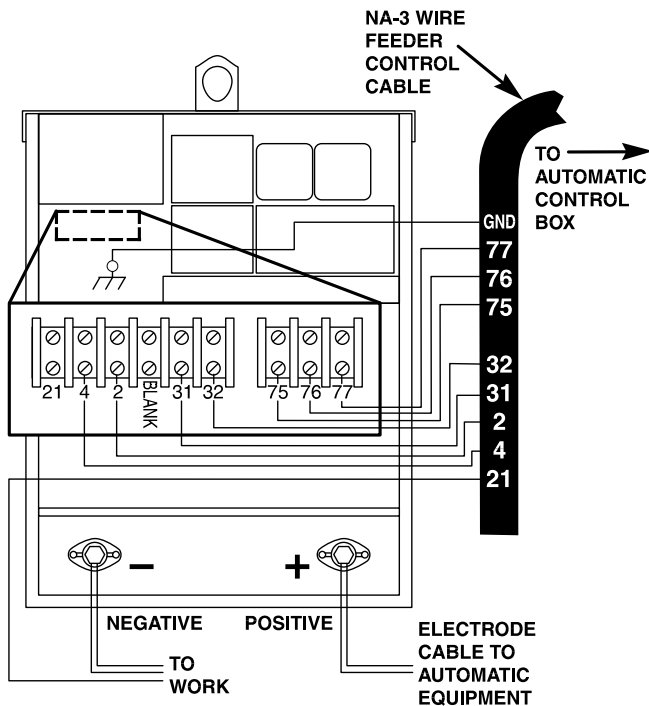 NA-3 WIRE
FEEDER
CONTROL
CABLE
TO
AUTOMATIC
CONTROL
BOX
GND
77
76
75
32
31
2
4
21
21 4 2 BLANK 31 32 75 76 77
− +
NEGATIVE POSITIVE
TO
WORK
ELECTRODE
CABLE TO
AUTOMATIC
EQUIPMENT